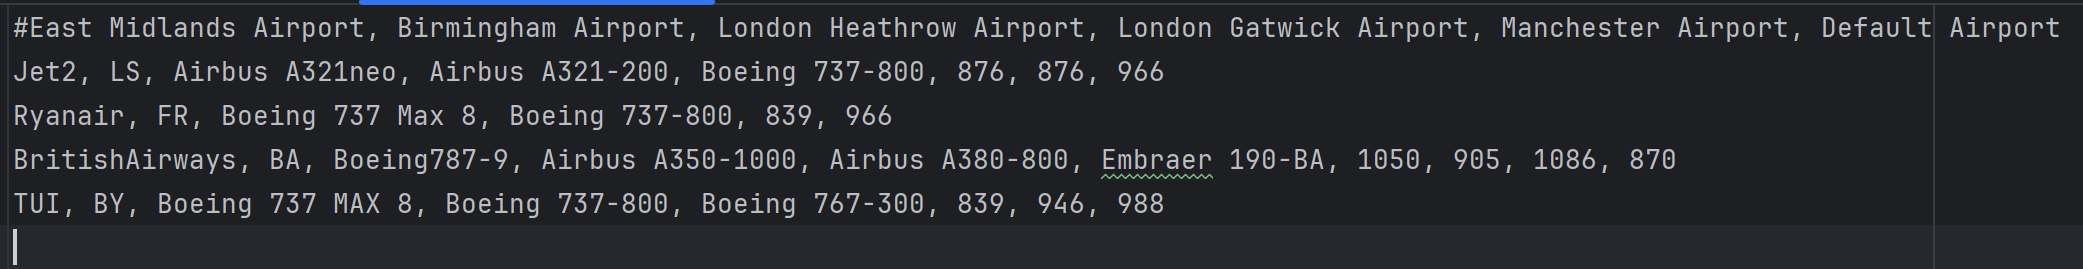 #East Midlands Airport, Birmingham Airport, London Heathrow Airport, London Gatwick Airport, Manchester Airport, Default Airport
Jet2, LS, Airbus A321neo, Airbus A321-200, Boeing 737-800, 876, 876, 966
Ryanair, FR, Boeing 737 Max 8, Boeing 737-800, 839, 966
BritishAirways, BA, Boeing787-9, Airbus A350-1000, Airbus A380-800, Embraer 190-BA, 1050, 905, 1086, 870
TUI, BY, Boeing 737 MAX 8, Boeing 737-800, Boeing 767-300, 839, 946, 988